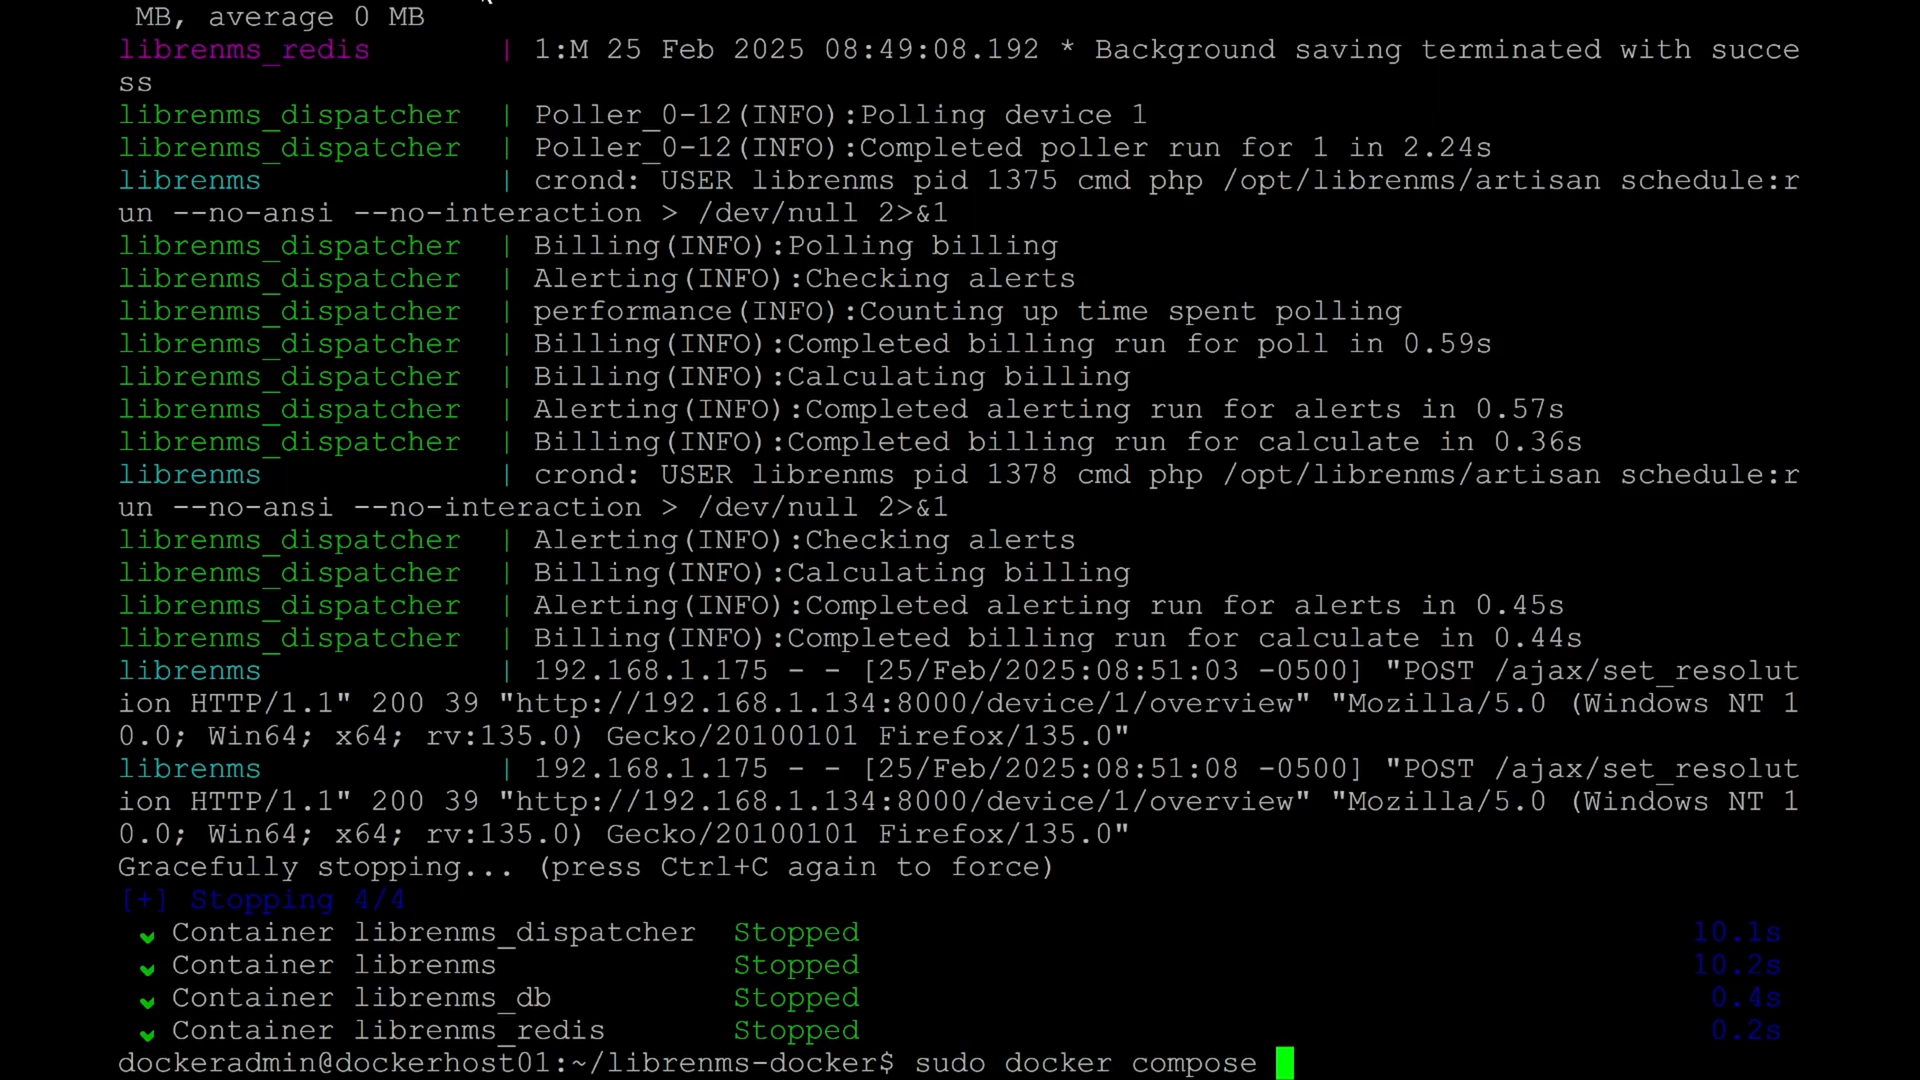 MB, average 0 MB
librenms_redis | 1:M 25 Feb 2025 08:49:08.192 * Background saving terminated with succe
ss
librenms_dispatcher | Poller_0-12(INFO):Polling device 1
librenms_dispatcher | Poller_0-12(INFO):Completed poller run for 1 in 2.24s
librenms | crond: USER librenms pid 1375 cmd php /opt/librenms/artisan schedule:r
un --no-ansi --no-interaction > /dev/null 2>&1
librenms_dispatcher | Billing(INFO):Polling billing
librenms_dispatcher | Alerting(INFO):Checking alerts
librenms_dispatcher | performance(INFO):Counting up time spent polling
librenms_dispatcher | Billing(INFO):Completed billing run for poll in 0.59s
librenms_dispatcher | Billing(INFO):Calculating billing
librenms_dispatcher | Alerting(INFO):Completed alerting run for alerts in 0.57s
librenms_dispatcher | Billing(INFO):Completed billing run for calculate in 0.36s
librenms | crond: USER librenms pid 1378 cmd php /opt/librenms/artisan schedule:r
un --no-ansi --no-interaction > /dev/null 2>&1
librenms_dispatcher | Alerting(INFO):Checking alerts
librenms_dispatcher | Billing(INFO):Calculating billing
librenms_dispatcher | Alerting(INFO):Completed alerting run for alerts in 0.45s
librenms_dispatcher | Billing(INFO):Completed billing run for calculate in 0.44s
librenms | 192.168.1.175 - - [25/Feb/2025:08:51:03 -0500] "POST /ajax/set_resolut
ion HTTP/1.1" 200 39 "http://192.168.1.134:8000/device/1/overview" "Mozilla/5.0 (Windows NT 1
0.0; Win64; x64; rv:135.0) Gecko/20100101 Firefox/135.0"
librenms | 192.168.1.175 - - [25/Feb/2025:08:51:08 -0500] "POST /ajax/set_resolut
ion HTTP/1.1" 200 39 "http://192.168.1.134:8000/device/1/overview" "Mozilla/5.0 (Windows NT 1
0.0; Win64; x64; rv:135.0) Gecko/20100101 Firefox/135.0"
Gracefully stopping... (press Ctrl+C again to force)
[+] Stopping 4/4
✔ Container librenms_dispatcher Stopped 10.1s
✔ Container librenms Stopped 10.2s
✔ Container librenms_db Stopped 0.4s
✔ Container librenms_redis Stopped 0.2s
dockeradmin@dockerhost01:~/librenms-docker$ sudo docker compose